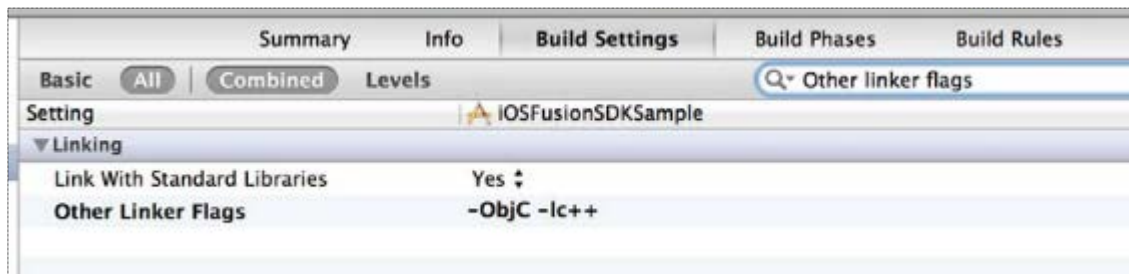 Summary Info Build Settings Build Phases Build Rules
Basic All Combined Levels Other linker flags
Setting iOSFusionSDKSample
Linking
Link With Standard Libraries Yes
Other Linker Flags -ObjC -lc++